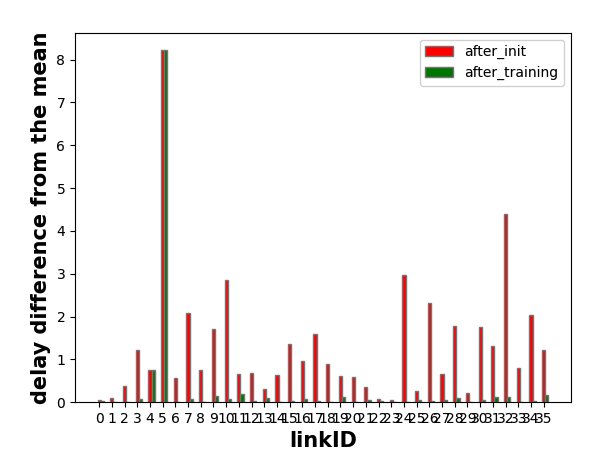 after_init
after_training
8
7
6
5
4
3
2
1
0
delay difference from the mean
0 1 2 3 4 5 6 7 8 9 10 11 12 13 14 15 16 17 18 19 20 21 22 23 24 25 26 27 28 29 30 31 32 33 34 35
linkID